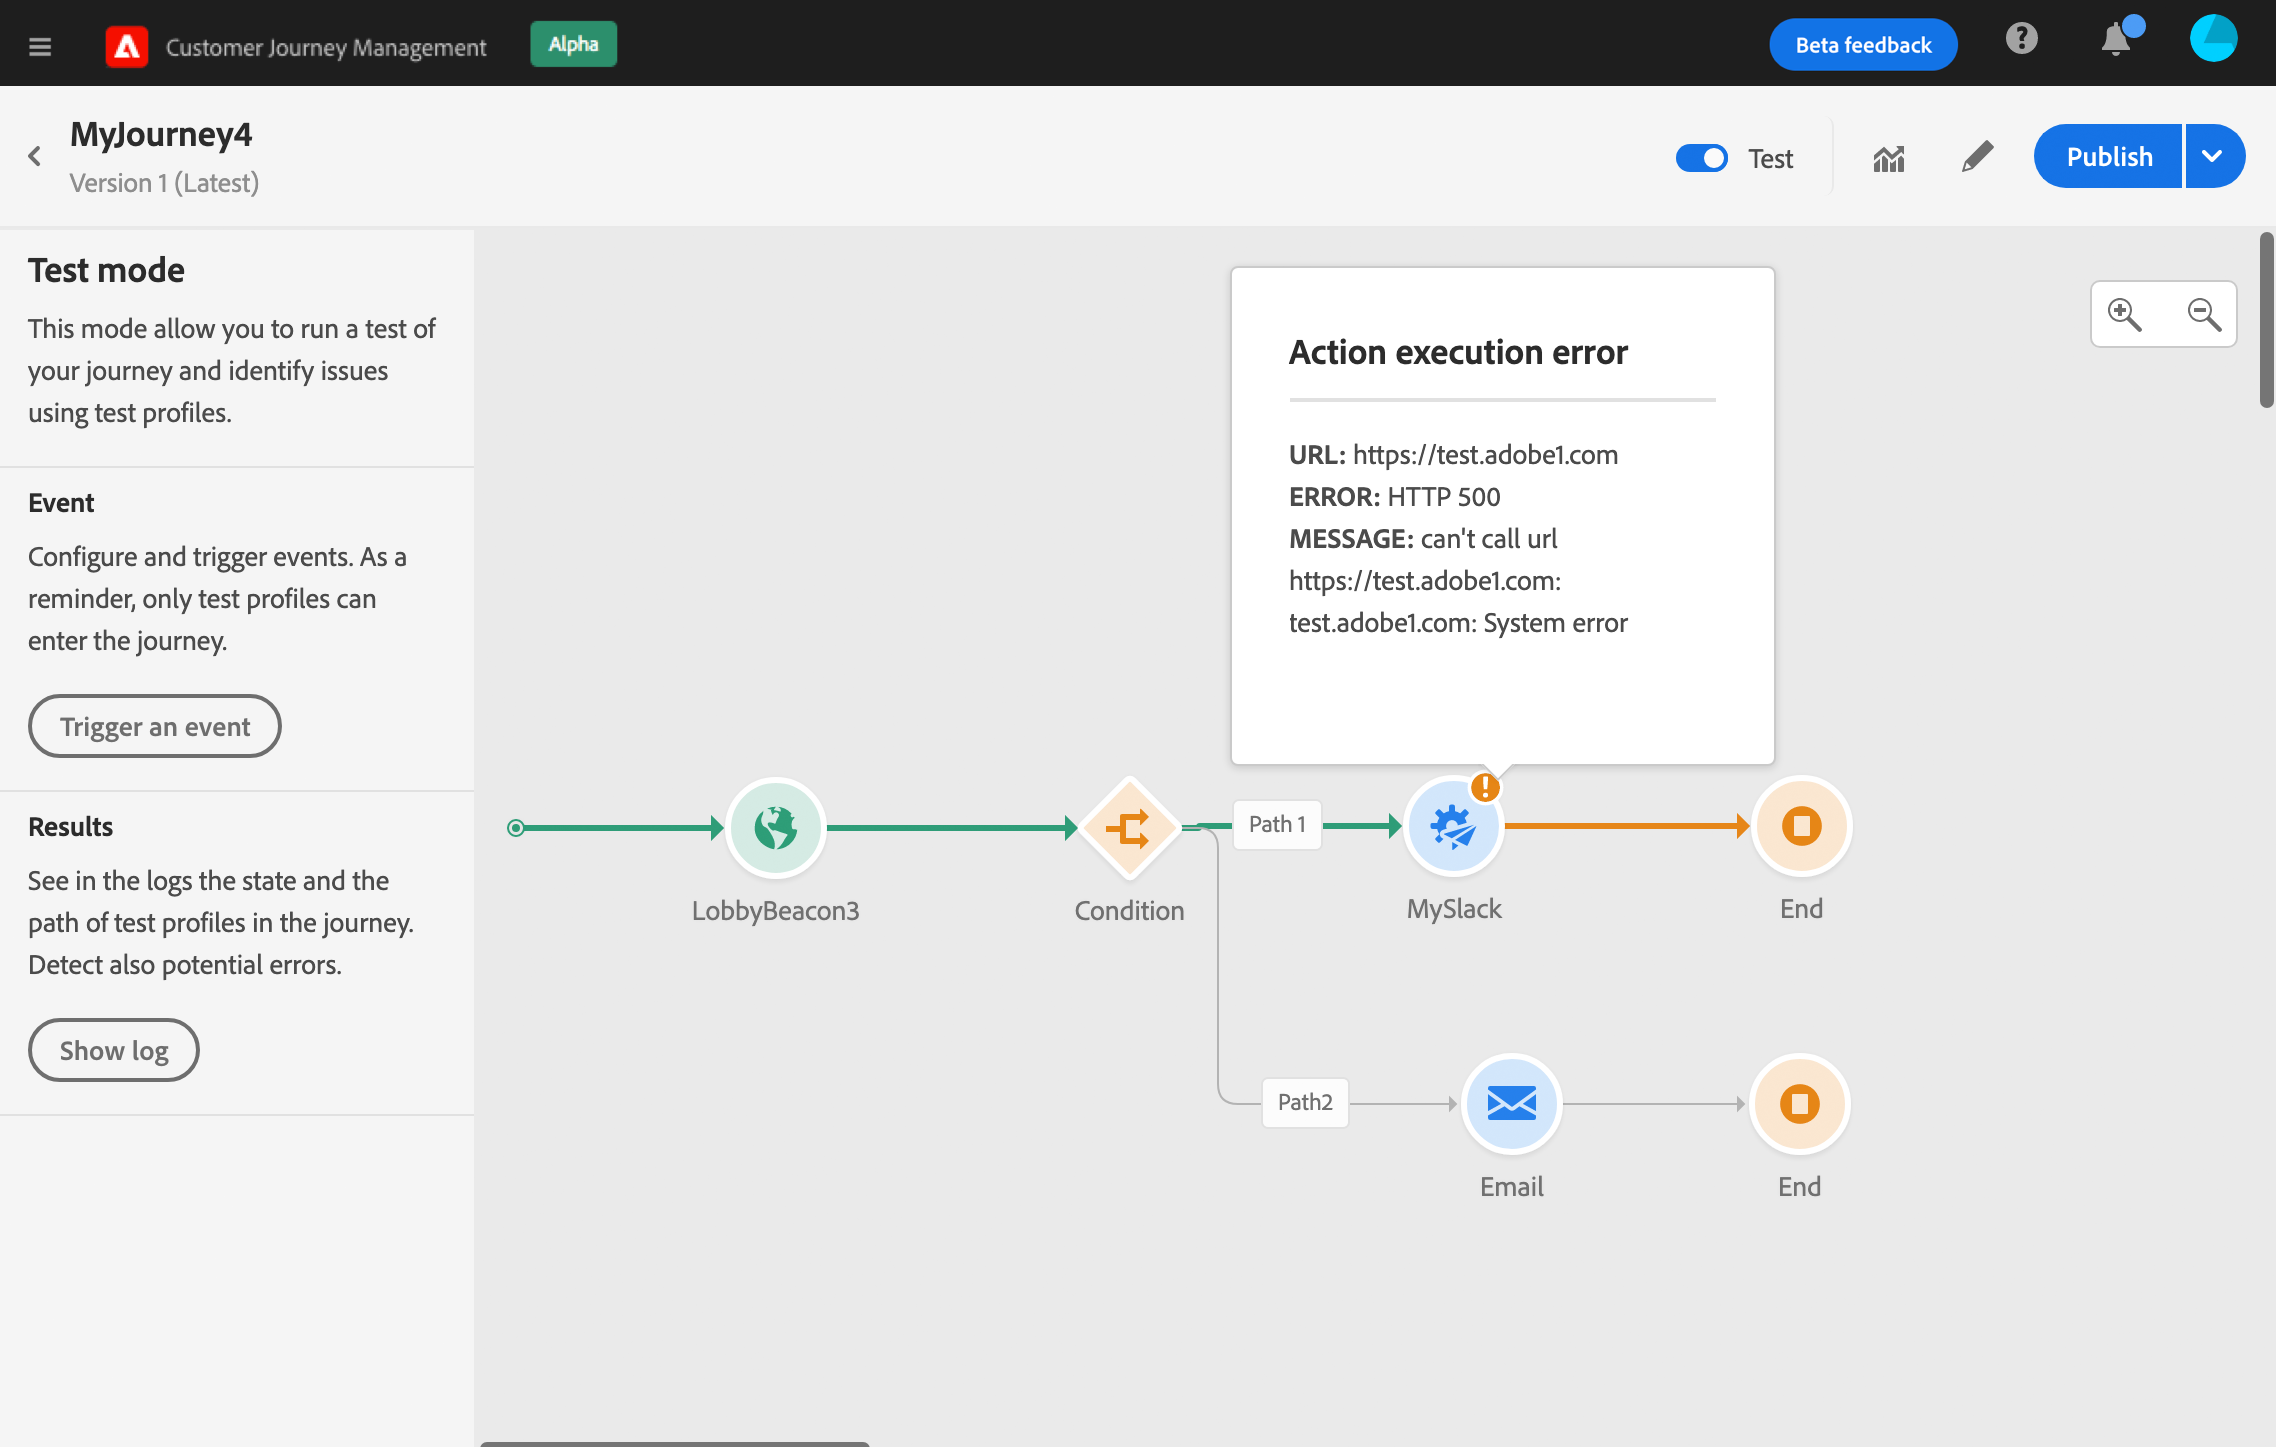 Customer Journey Management
Alpha
Beta feedback
MyJourney4
Version 1 (Latest)
Test
Publish
Test mode
This mode allow you to run a test of
your journey and identify issues
using test profiles.
Event
Configure and trigger events. As a
reminder, only test profiles can
enter the journey.
Trigger an event
Results
See in the logs the state and the
path of test profiles in the journey.
Detect also potential errors.
Show log
Action execution error
URL: https://test.adobe1.com
ERROR: HTTP 500
MESSAGE: can't call url
https://test.adobe1.com:
test.adobe1.com: System error
LobbyBeacon3
Condition
Path 1
MySlack
End
Path2
Email
End